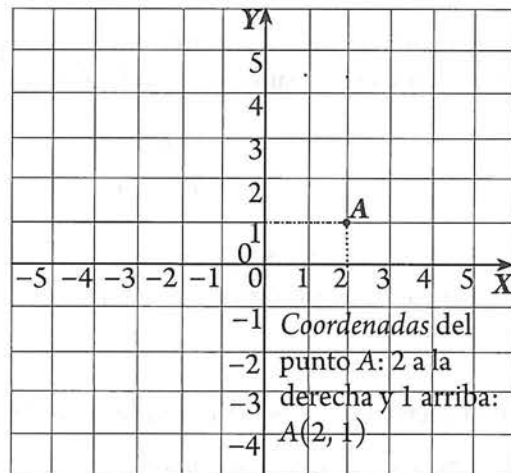 Y
5
4
3
2
1
A
0
−5 −4 −3 −2 −1 0 1 2 3 4 5 X
−1
−2
−3
−4
Coordenadas del
punto A: 2 a la
derecha y 1 arriba:
A(2, 1)